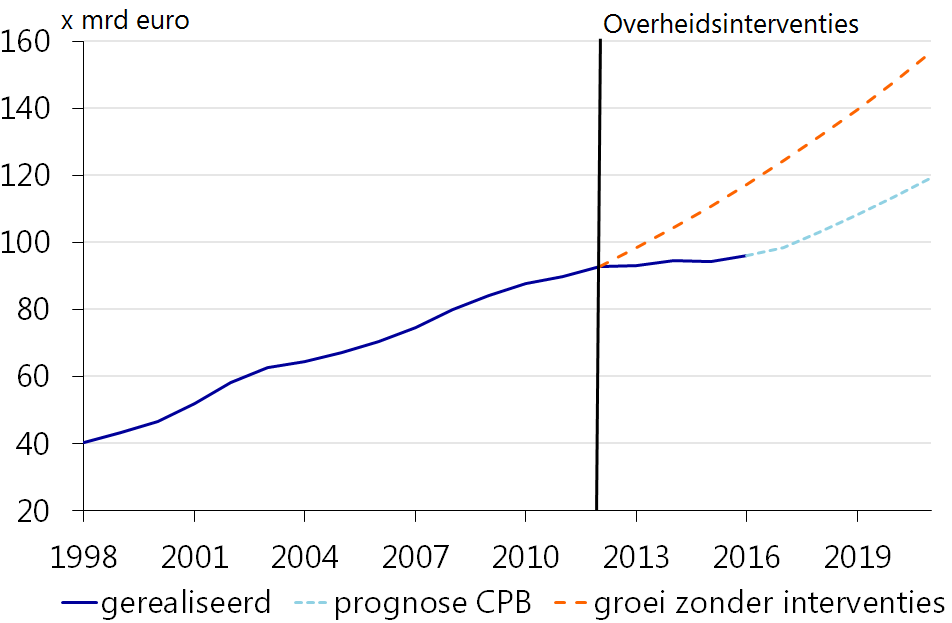 x mrd euro
Overheidsinterventies
160
140
120
100
80
60
40
20
1998 2001 2004 2007 2010 2013 2016 2019
gerealiseerd prognose CPB groei zonder interventies